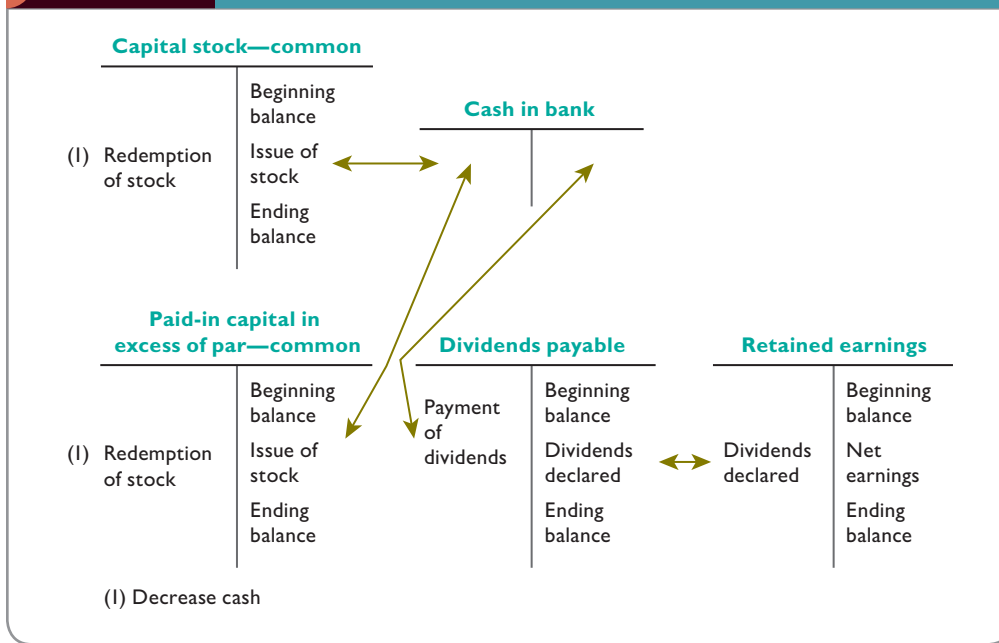 Capital stock—common
Beginning
balance
(1) Redemption
of stock
Issue of
stock
Ending
balance
Cash in bank
Paid-in capital in
excess of par—common
Beginning
balance
(1) Redemption
of stock
Issue of
stock
Ending
balance
Dividends payable
Payment
of
dividends
Beginning
balance
Dividends
declared
Ending
balance
Retained earnings
Dividends
declared
Beginning
balance
Net
earnings
Ending
balance
(1) Decrease cash